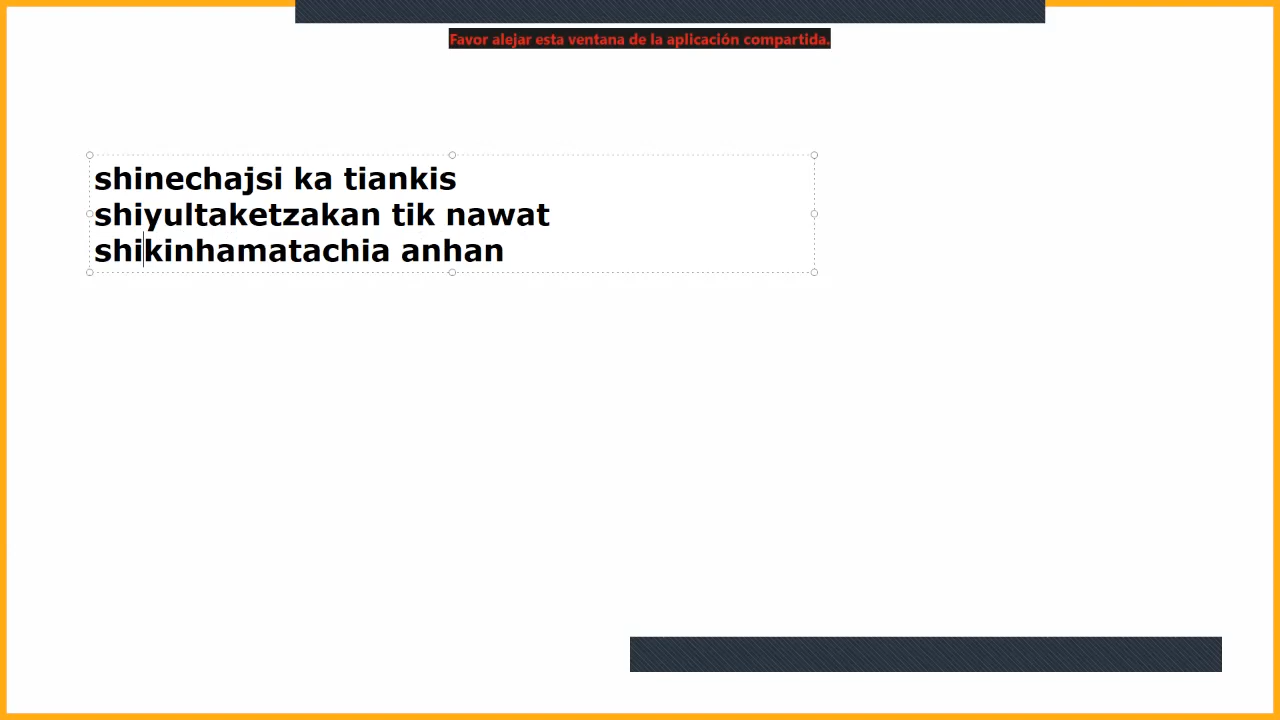 Favor alejar esta ventana de la aplicación compartida.
shinechajsi ka tiankis
shiyultaketzakan tik nawat
shikinhamatachia anhan